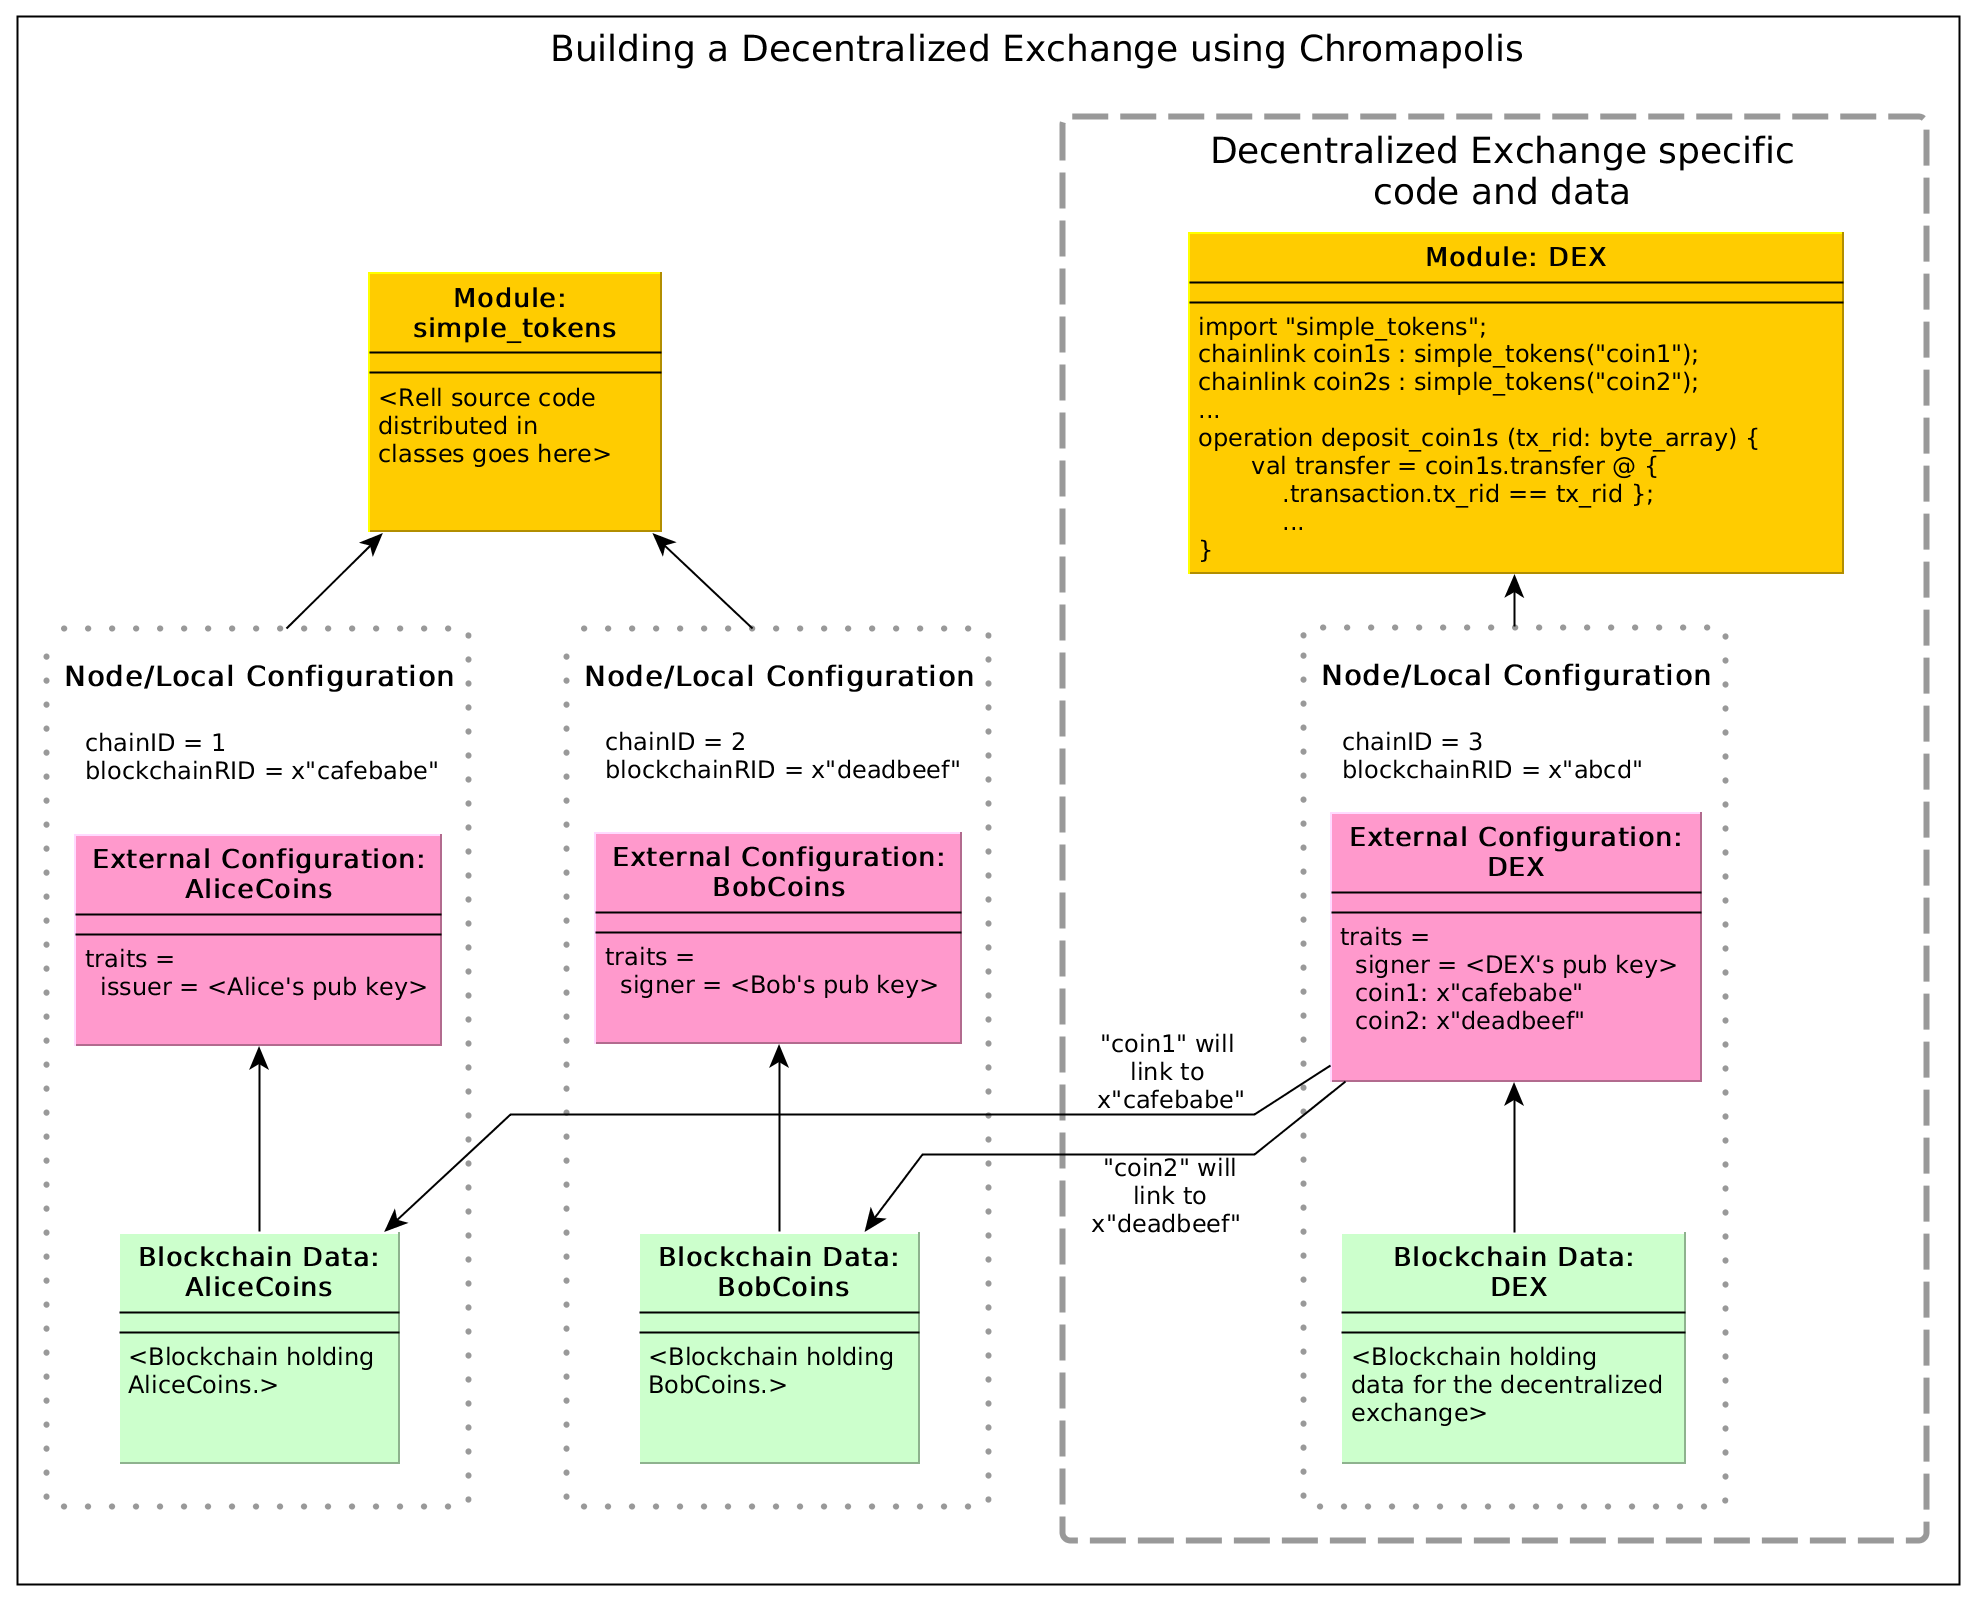 Building a Decentralized Exchange using Chromapolis
Decentralized Exchange specific
code and data
Module:
simple_tokens
<Rell source code
distributed in
classes goes here>
Module: DEX
import "simple_tokens";
chainlink coin1s : simple_tokens("coin1");
chainlink coin2s : simple_tokens("coin2");
...
operation deposit_coin1s (tx_rid: byte_array) {
val transfer = coin1s.transfer @ {
.transaction.tx_rid == tx_rid };
...
}
Node/Local Configuration
chainID = 1
blockchainRID = x"cafebabe"
External Configuration:
AliceCoins
traits =
issuer = <Alice's pub key>
Blockchain Data:
AliceCoins
<Blockchain holding
AliceCoins.>
Node/Local Configuration
chainID = 2
blockchainRID = x"deadbeef"
External Configuration:
BobCoins
traits =
signer = <Bob's pub key>
Blockchain Data:
BobCoins
<Blockchain holding
BobCoins.>
Node/Local Configuration
chainID = 3
blockchainRID = x"abcd"
External Configuration:
DEX
traits =
signer = <DEX's pub key>
coin1: x"cafebabe"
coin2: x"deadbeef"
"coin1" will
link to
x"cafebabe"
"coin2" will
link to
x"deadbeef"
Blockchain Data:
DEX
<Blockchain holding
data for the decentralized
exchange>